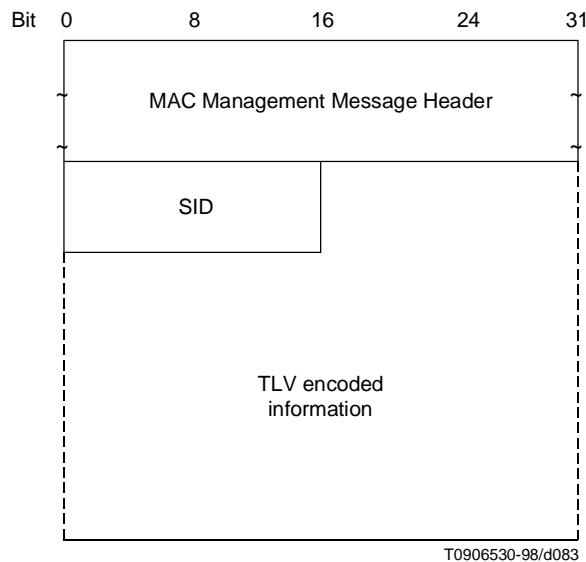 Bit 0 8 16 24 31
MAC Management Message Header
SID
TLV encoded
information
T0906530-98/d083